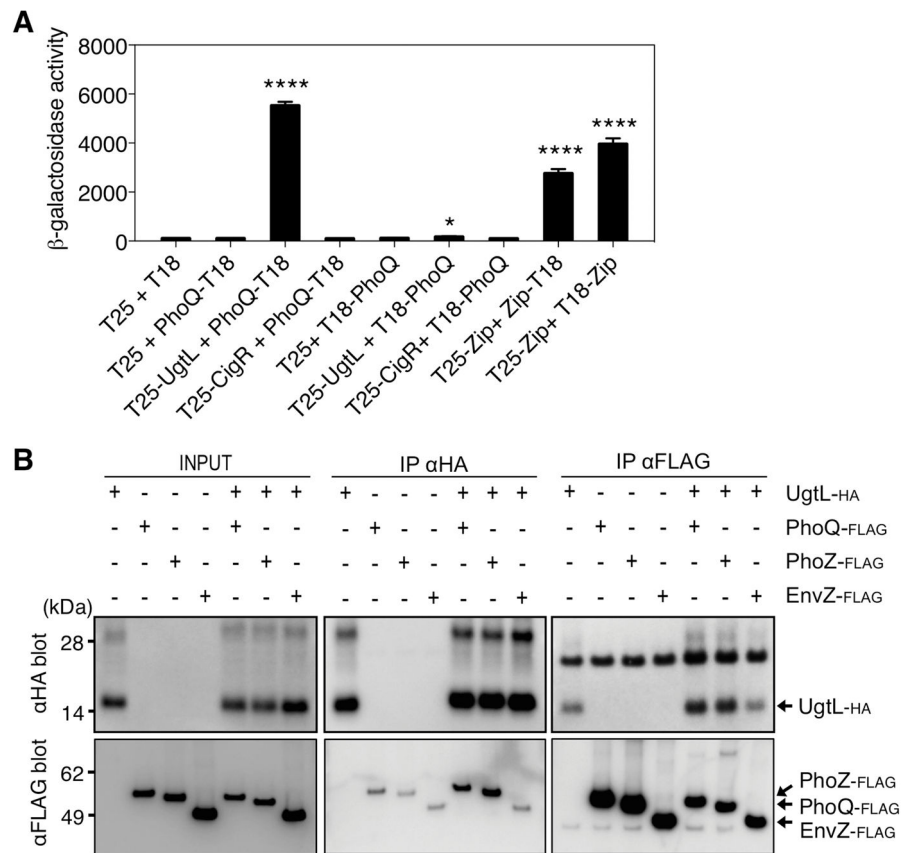 A
8000
6000
4000
2000
0
β-galactosidase activity
****
*
****
****
T25 + T18
T25 + PhoQ-T18
T25-UgtL + PhoQ-T18
T25-CigR + PhoQ-T18
T25+ T18-PhoQ
T25-UgtL + T18-PhoQ
T25-CigR+ T18-PhoQ
T25-Zip+ Zip-T18
T25-Zip+ T18-Zip
B
INPUT IP αHA IP αFLAG
+ - - - + + + + - - - + + + + - - - + + + UgtL-HA
- + - - + - - - + - - + - - - + - - + - - PhoQ-FLAG
- - + - - + - - - + - - + - - - + - - + - PhoZ-FLAG
- - - + - - + - - - + - - + - - - + - - + EnvZ-FLAG
(kDa)
αHA blot
28
14
UgtL-HA
αFLAG blot
62
49
PhoZ-FLAG
PhoQ-FLAG
EnvZ-FLAG